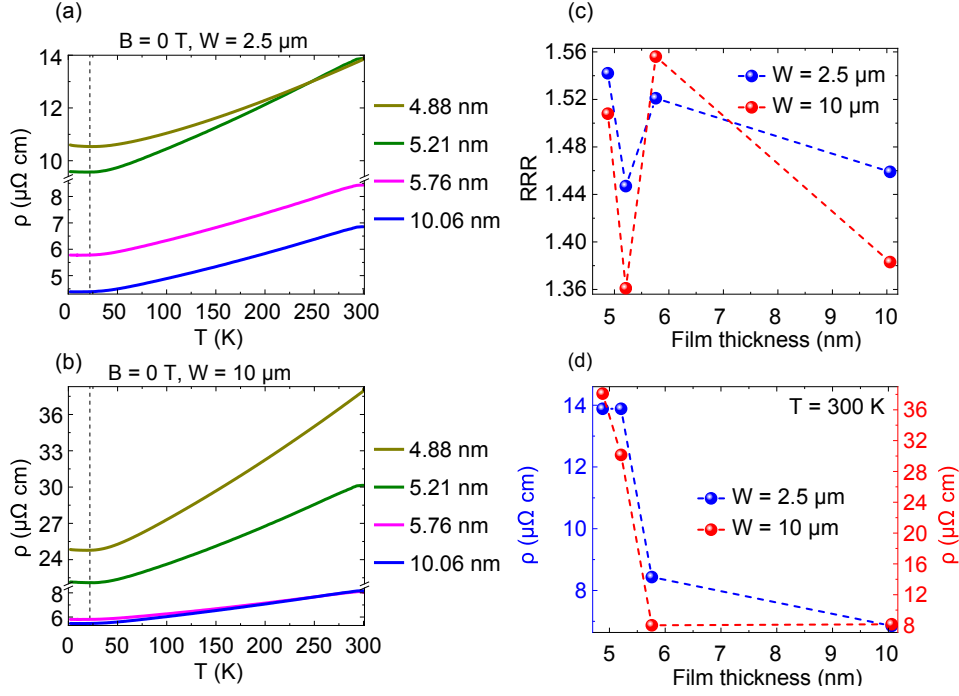 (a)
B = 0 T, W = 2.5 µm
14
12
10
8
7
6
5
ρ (µΩ cm)
0 50 100 150 200 250 300
T (K)
4.88 nm
5.21 nm
5.76 nm
10.06 nm
(b)
B = 0 T, W = 10 µm
36
33
30
27
24
8
6
ρ (µΩ cm)
0 50 100 150 200 250 300
T (K)
4.88 nm
5.21 nm
5.76 nm
10.06 nm
(c)
1.56
1.52
1.48
1.44
1.40
1.36
RRR
W = 2.5 µm
W = 10 µm
5 6 7 8 9 10
Film thickness (nm)
(d)
T = 300 K
14
12
10
8
ρ (µΩ cm)
W = 2.5 µm
W = 10 µm
36
32
28
24
20
16
12
8
ρ (µΩ cm)
5 6 7 8 9 10
Film thickness (nm)